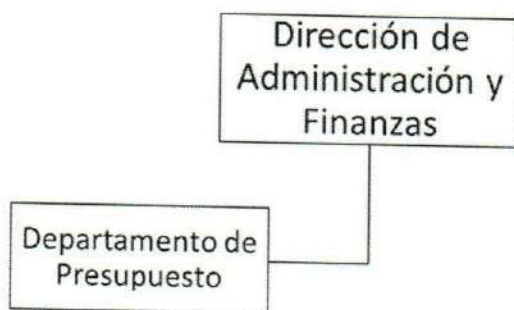 Dirección de
Administración y
Finanzas
Departamento de
Presupuesto